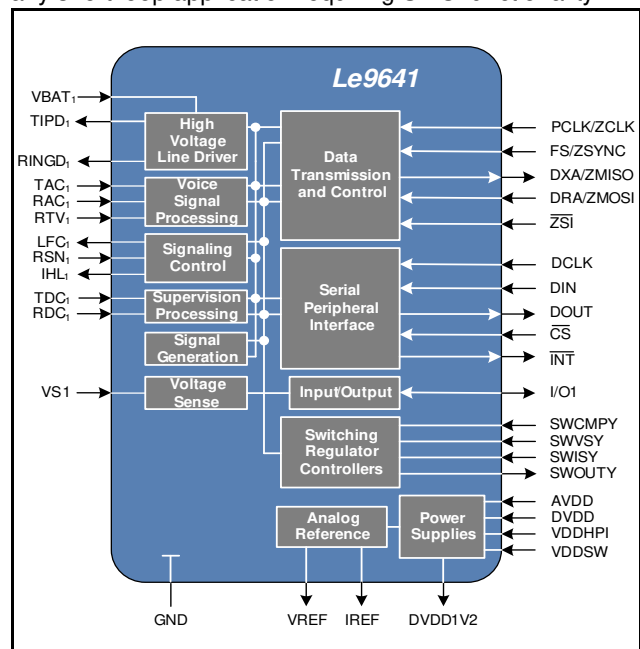 Le9641
VBAT1
TIPD1
RINGD1
TAC1
RAC1
RTV1
LFC1
RSN1
IHL1
TDC1
RDC1
VS1
High
Voltage
Line Driver
Voice
Signal
Processing
Signaling
Control
Supervision
Processing
Signal
Generation
Voltage
Sense
Data
Transmission
and Control
Serial
Peripheral
Interface
Input/Output
Switching
Regulator
Controllers
Analog
Reference
Power
Supplies
PCLK/ZCLK
FS/ZSYNC
DXA/ZMISO
DRA/ZMOSI
ZSI
DCLK
DIN
DOUT
CS
INT
I/O1
SWCMPY
SWVSY
SWISY
SWOUTY
AVDD
DVDD
VDDHPI
VDDSW
GND
VREF
IREF
DVDD1V2